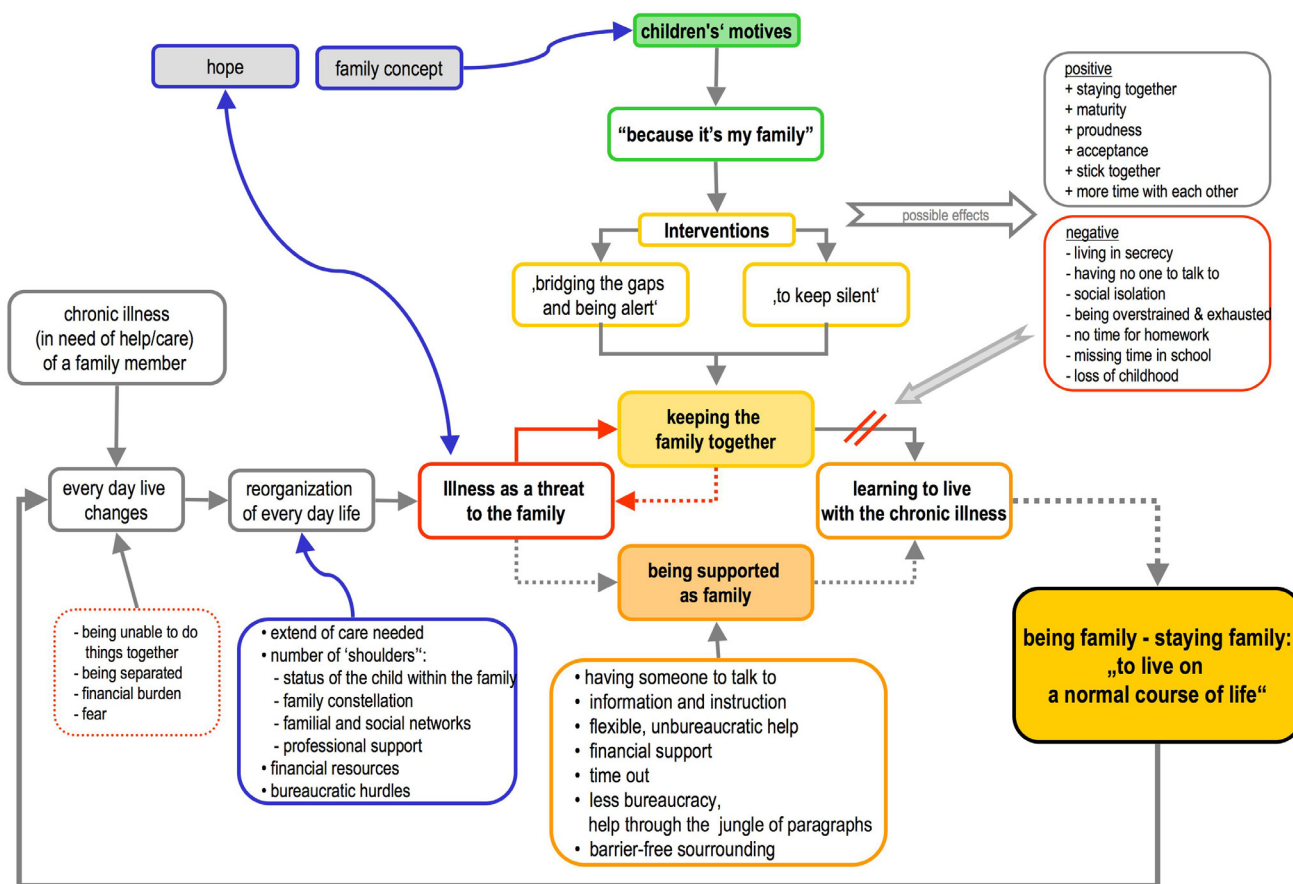 children's‘ motives
hope
family concept
“because it’s my family”
Interventions
‚bridging the gaps
and being alert‘
‚to keep silent‘
possible effects
positive
+ staying together
+ maturity
+ proudness
+ acceptance
+ stick together
+ more time with each other
negative
- living in secrecy
- having no one to talk to
- social isolation
- being overstrained & exhausted
- no time for homework
- missing time in school
- loss of childhood
chronic illness
(in need of help/care)
of a family member
keeping the
family together
every day live
changes
reorganization
of every day life
Illness as a threat
to the family
learning to live
with the chronic illness
being supported
as family
being family - staying family:
„to live on
a normal course of life“
- being unable to do
things together
- being separated
- financial burden
- fear
• extend of care needed
• number of ‘shoulders“:
- status of the child within the family
- family constellation
- familial and social networks
- professional support
• financial resources
• bureaucratic hurdles
• having someone to talk to
• information and instruction
• flexible, unbureaucratic help
• financial support
• time out
• less bureaucracy,
help through the jungle of paragraphs
• barrier-free sourrounding